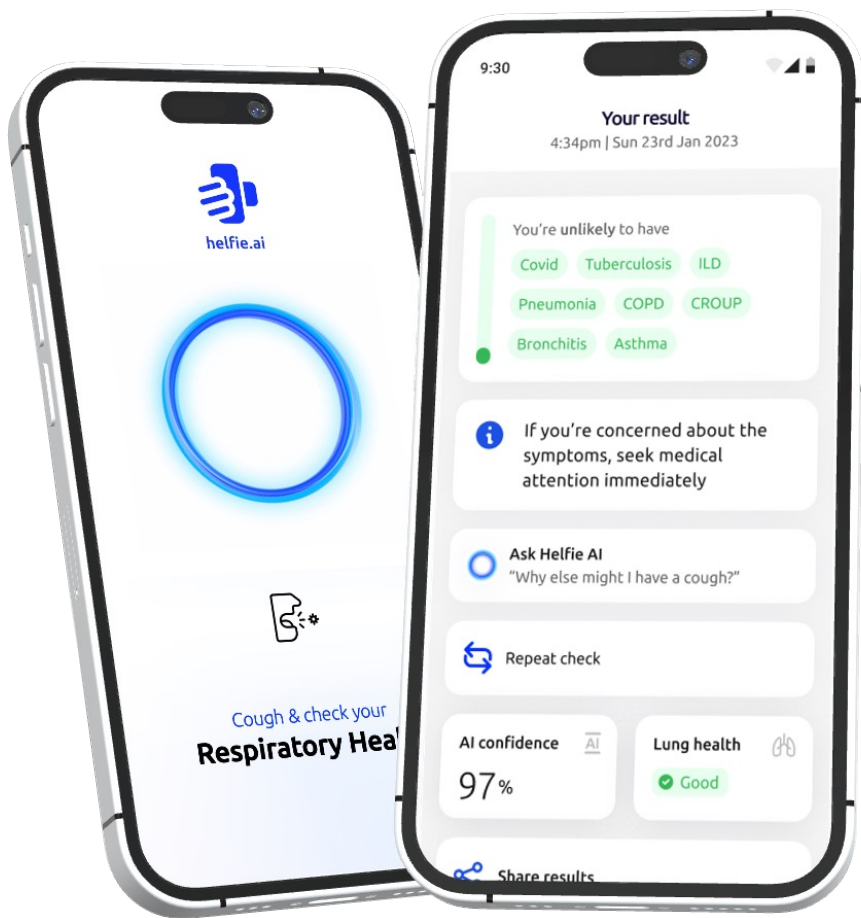 helfie.ai
Cough & check your
Respiratory Heal
9:30
Your result
4:34pm | Sun 23rd Jan 2023
You're unlikely to have
Covid Tuberculosis ILD
Pneumonia COPD CROUP
Bronchitis Asthma
If you're concerned about the
symptoms, seek medical
attention immediately
Ask Helfie AI
"Why else might I have a cough?"
Repeat check
AI confidence AI
97%
Lung health
Good
Share results